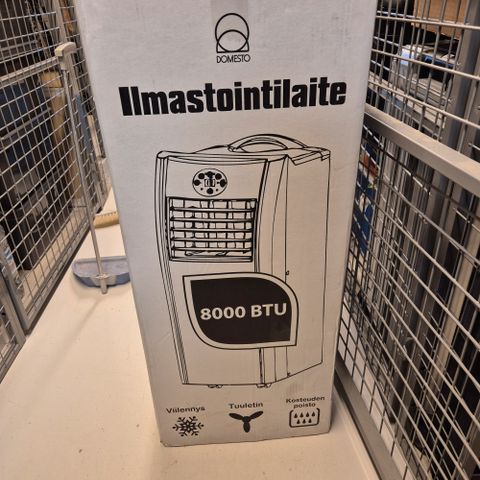 DOMESTO
Ilmastointilaite
8000 BTU
Viilennys
Tuuletin
Kosteuden
poisto